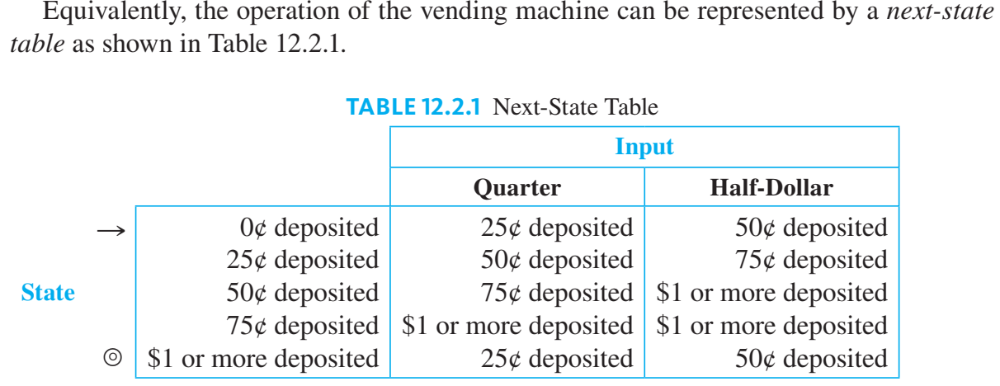 Equivalently, the operation of the vending machine can be represented by a next-state
table as shown in Table 12.2.1.
TABLE 12.2.1 Next-State Table
Input
Quarter Half-Dollar
→ 0¢ deposited 25¢ deposited 50¢ deposited
25¢ deposited 50¢ deposited 75¢ deposited
State 50¢ deposited 75¢ deposited $1 or more deposited
75¢ deposited $1 or more deposited $1 or more deposited
◎ $1 or more deposited 25¢ deposited 50¢ deposited